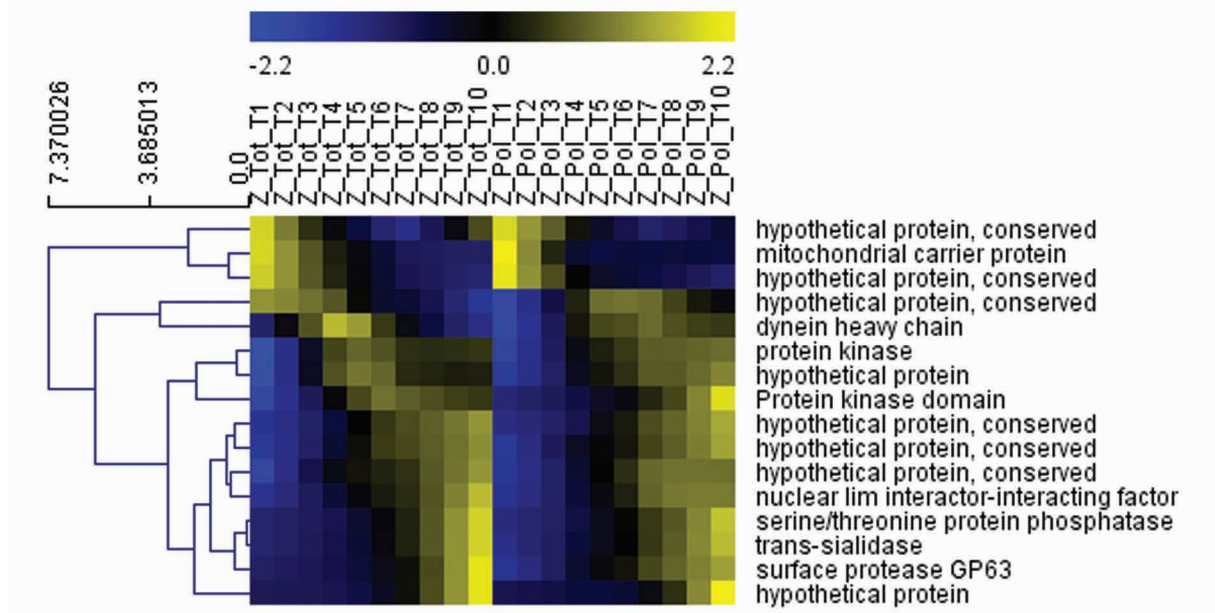 -2.2 0.0 2.2
7.370026
3.685013
0.0
Z_Tot_T1
Z_Tot_T2
Z_Tot_T3
Z_Tot_T4
Z_Tot_T5
Z_Tot_T6
Z_Tot_T7
Z_Tot_T8
Z_Tot_T9
Z_Tot_T10
Z_Pol_T1
Z_Pol_T2
Z_Pol_T3
Z_Pol_T4
Z_Pol_T5
Z_Pol_T6
Z_Pol_T7
Z_Pol_T8
Z_Pol_T9
Z_Pol_T10
hypothetical protein, conserved
mitochondrial carrier protein
hypothetical protein, conserved
hypothetical protein, conserved
dynein heavy chain
protein kinase
hypothetical protein
Protein kinase domain
hypothetical protein, conserved
hypothetical protein, conserved
hypothetical protein, conserved
nuclear lim interactor-interacting factor
serine/threonine protein phosphatase
trans-sialidase
surface protease GP63
hypothetical protein